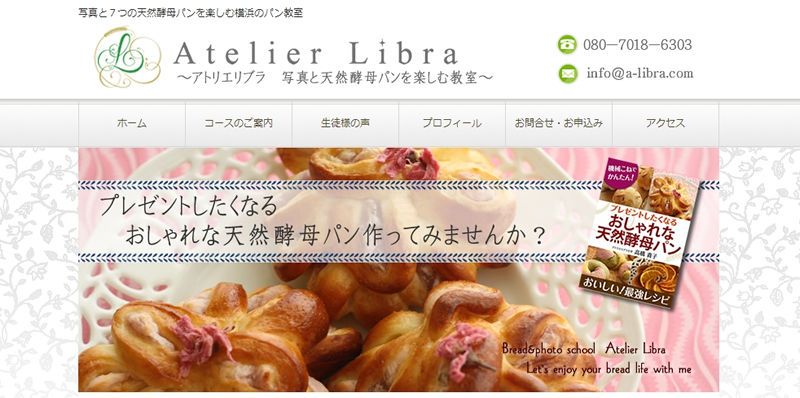 写真と７つの天然酵母パンを楽しむ横浜のパン教室
Atelier Libra
～アトリエリブラ　写真と天然酵母パンを楽しむ教室～
080－7018－6303
info@a-libra.com
ホーム
コースのご案内
生徒様の声
プロフィール
お問合せ・お申込み
アクセス
プレゼントしたくなる
おしゃれな天然酵母パン作ってみませんか？
機械こねで
かんたん！
プレゼントしたくなる
おしゃれな
天然酵母パン
おいしい！最強レシピ
Bread&photo school Atelier Libra
Let's enjoy your bread life with me